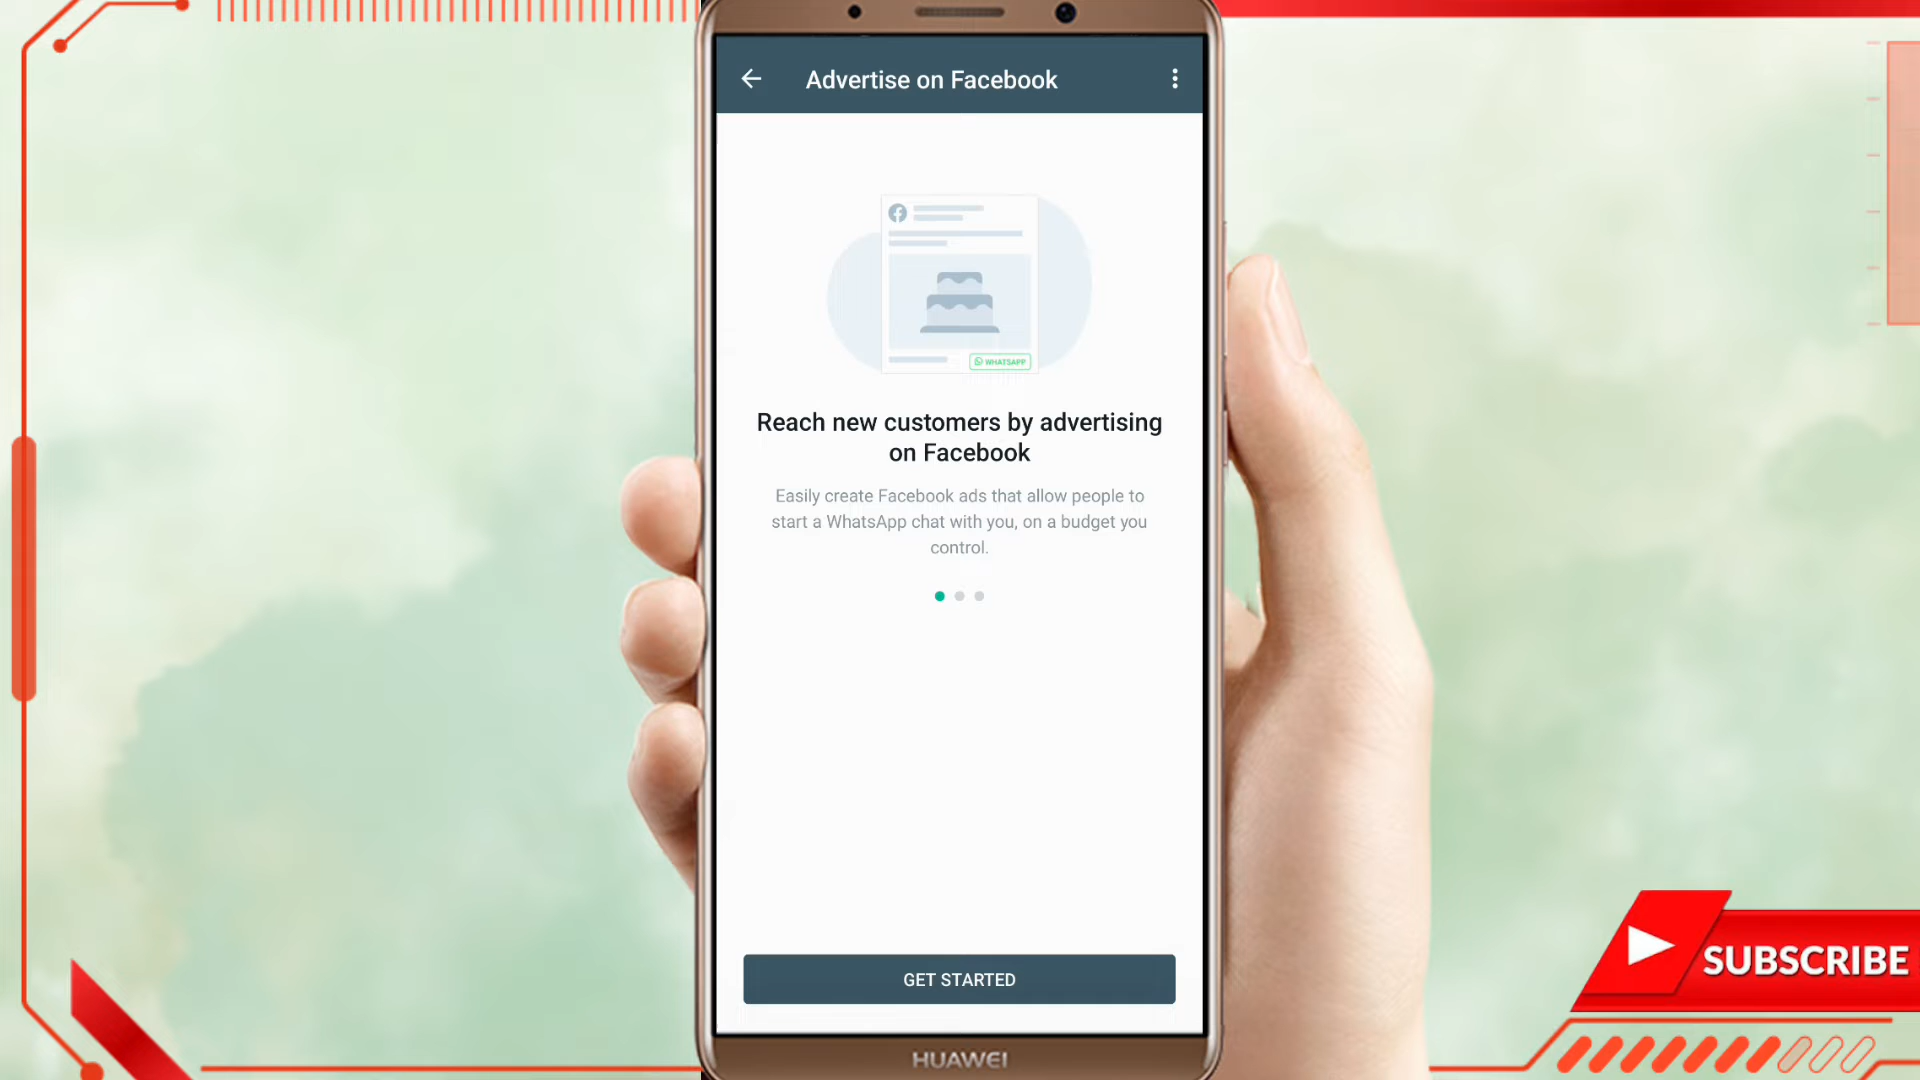 Advertise on Facebook
WHATSAPP
Reach new customers by advertising
on Facebook
Easily create Facebook ads that allow people to
start a WhatsApp chat with you, on a budget you
control.
GET STARTED
SUBSCRIBE
HUAWEI